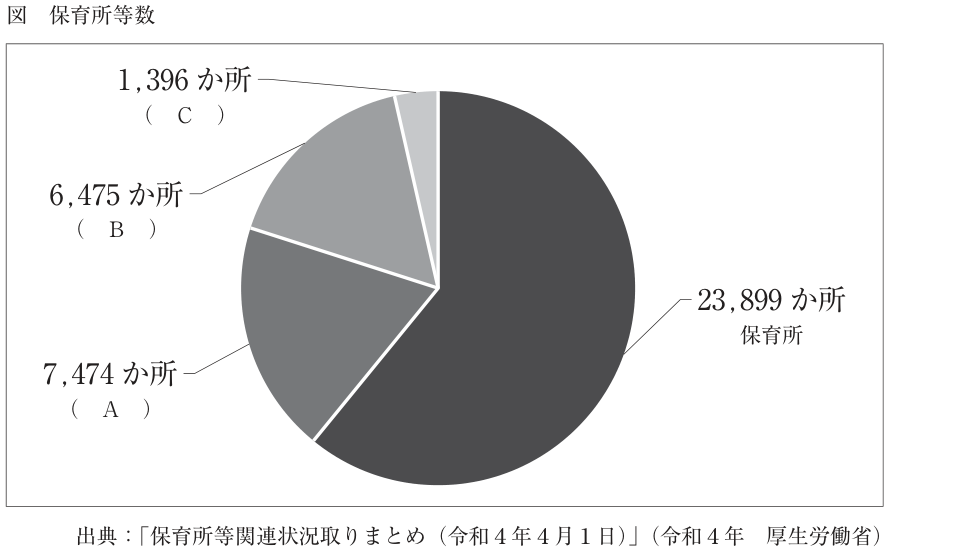 図　保育所等数
1,396 か所
（　C　）
6,475 か所
（　B　）
23,899 か所
保育所
7,474 か所
（　A　）
出典：「保育所等関連状況取りまとめ（令和４年４月１日）」（令和４年　厚生労働省）